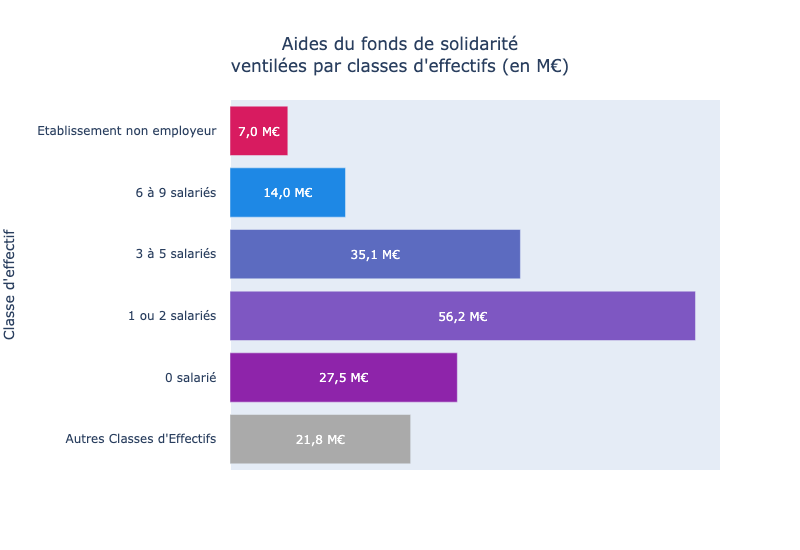 Aides du fonds de solidarité
ventilées par classes d'effectifs (en M€)
Classe d'effectif
Etablissement non employeur
7,0 M€
6 à 9 salariés
14,0 M€
3 à 5 salariés
35,1 M€
1 ou 2 salariés
56,2 M€
0 salarié
27,5 M€
Autres Classes d'Effectifs
21,8 M€